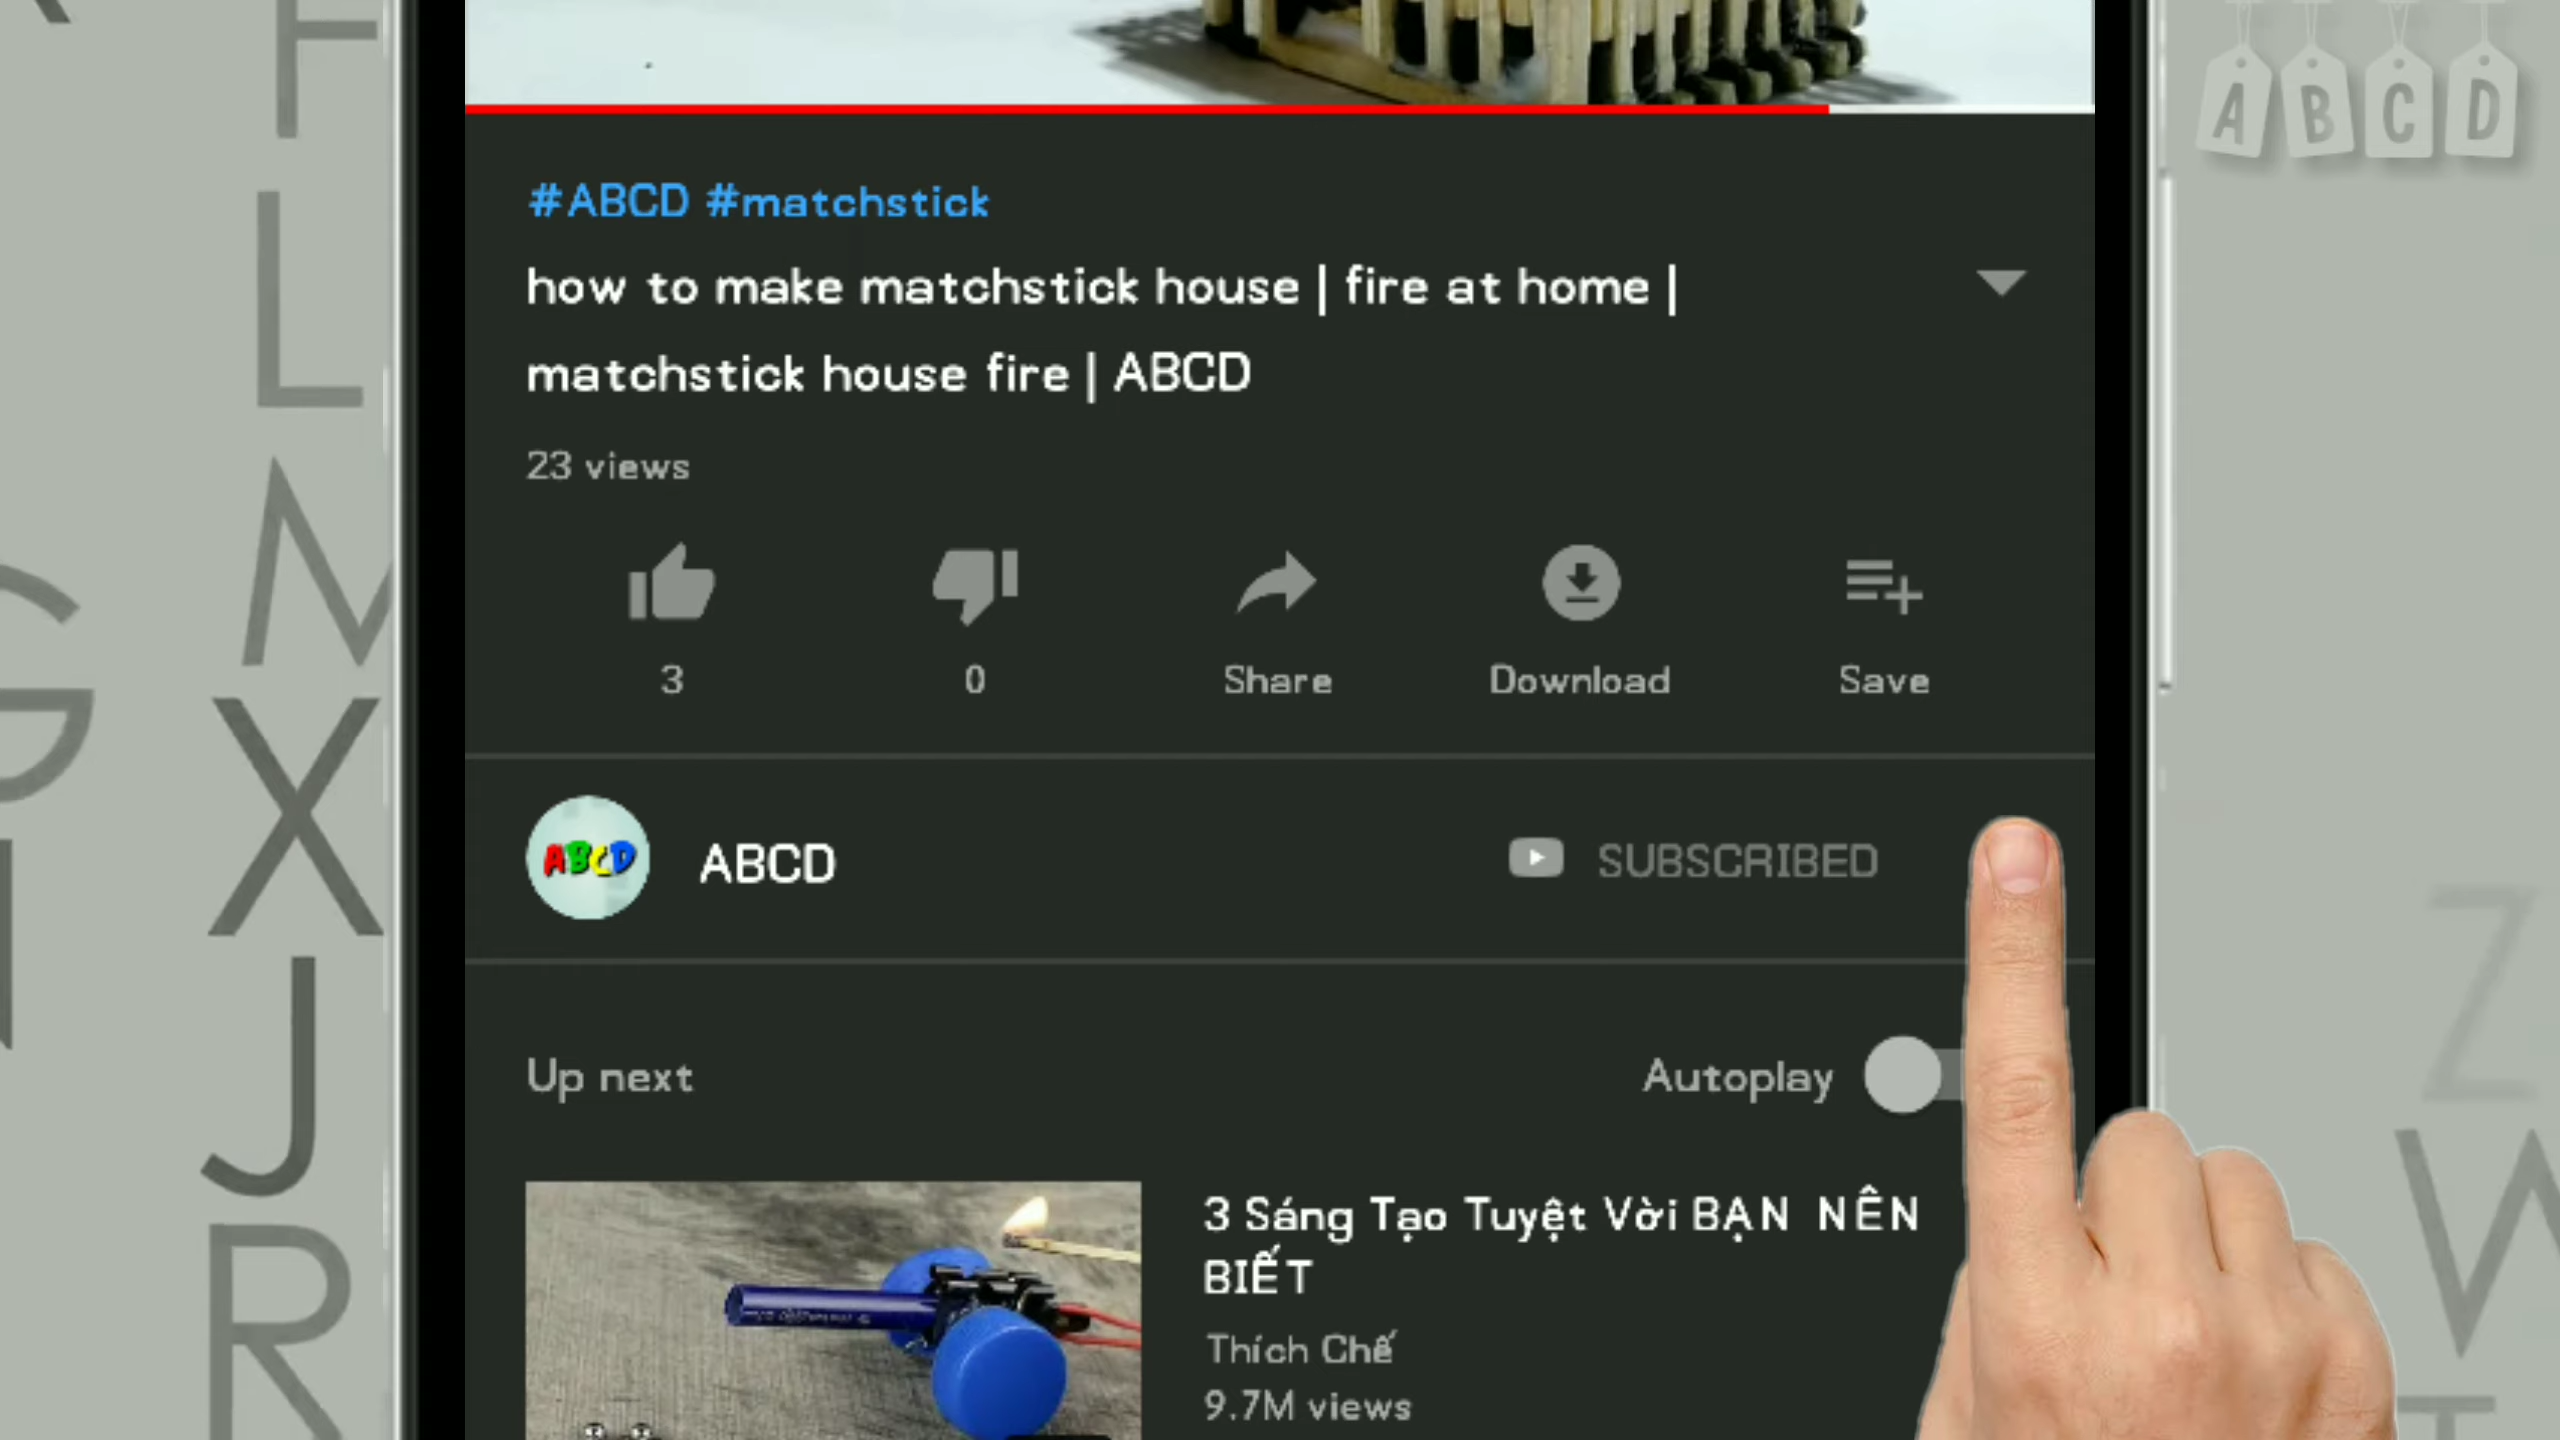 A B C D
#ABCD #matchstick
how to make matchstick house | fire at home |
matchstick house fire | ABCD
23 views
3
0
Share
Download
Save
ABCD
ABCD
SUBSCRIBED
Up next
Autoplay
3 Sáng Tạo Tuyệt Vời BẠN NÊN
BIẾT
Thích Chế
9.7M views
F
L
M
G
X
J
R
Z
W